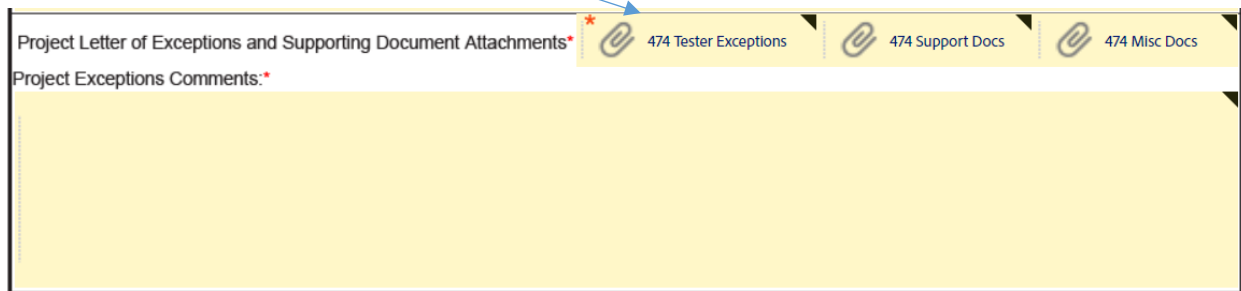 Project Letter of Exceptions and Supporting Document Attachments* * 474 Tester Exceptions 474 Support Docs 474 Misc Docs
Project Exceptions Comments:*